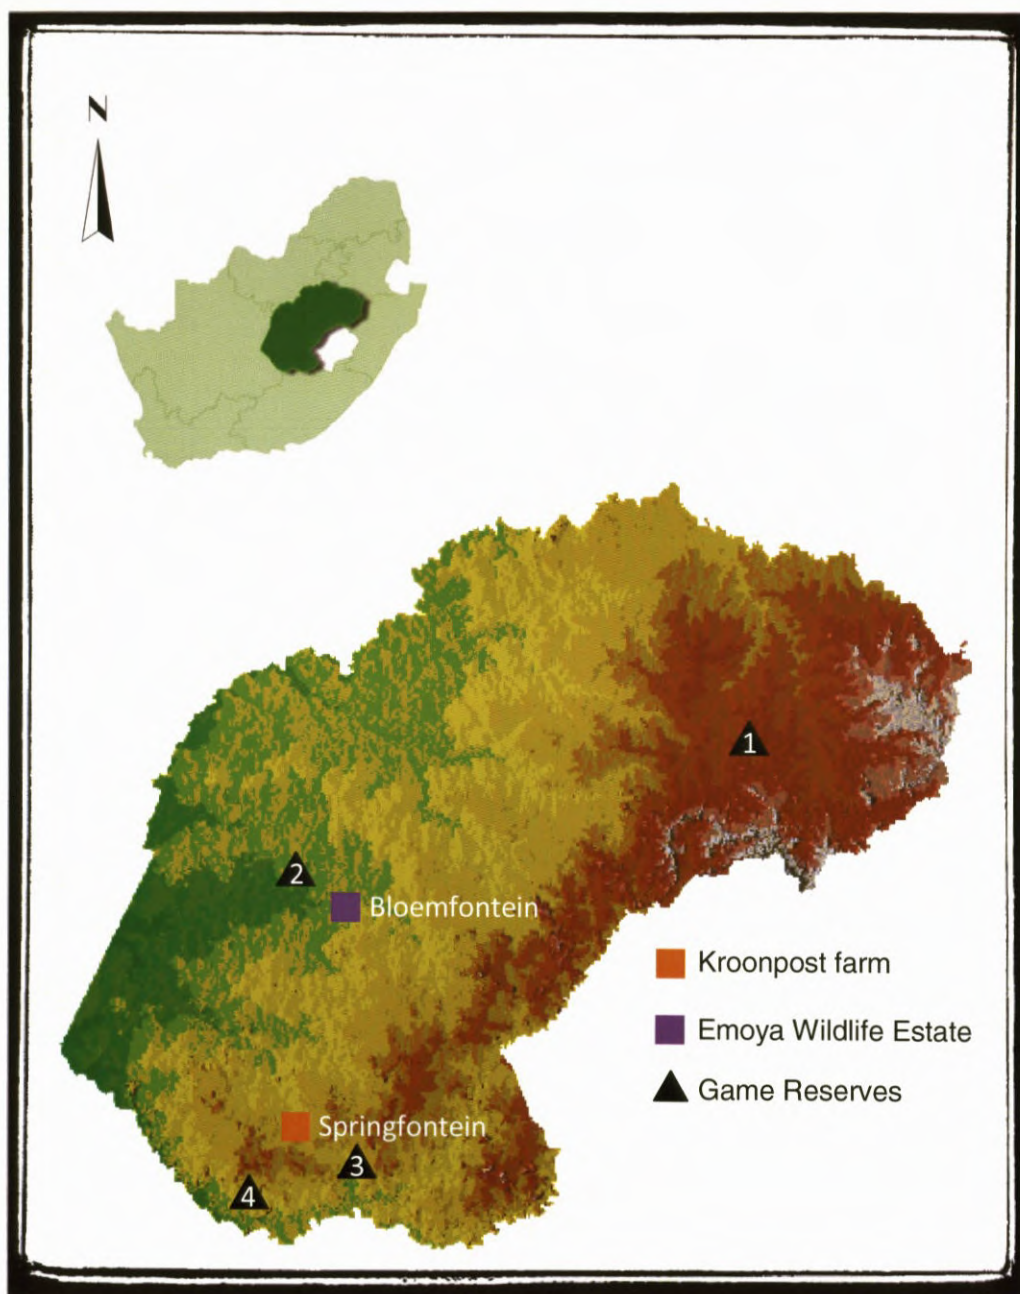 N
1
2
Bloemfontein
Kroonpost farm
Emoya Wildlife Estate
Game Reserves
Springfontein
3
4